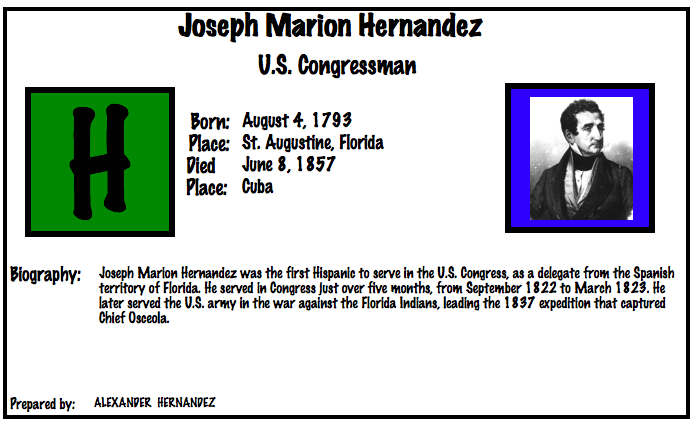 Joseph Marion Hernandez
U.S. Congressman
H
Born: August 4, 1793
Place: St. Augustine, Florida
Died June 8, 1857
Place: Cuba
Biography: Joseph Marion Hernandez was the first Hispanic to serve in the U.S. Congress, as a delegate from the Spanish
territory of Florida. He served in Congress just over five months, from September 1822 to March 1823. He
later served the U.S. army in the war against the Florida Indians, leading the 1837 expedition that captured
Chief Osceola.
Prepared by: ALEXANDER HERNANDEZ